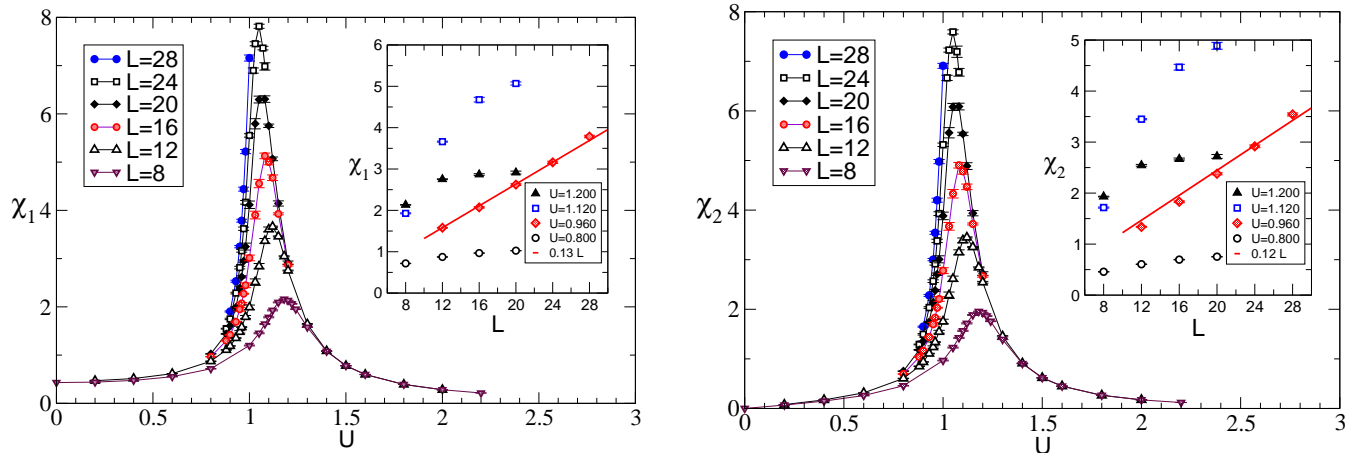 8
6
χ1 4
2
0
0 0.5 1 1.5 2 2.5 3
U
L=28
L=24
L=20
L=16
L=12
L=8
6
5
4
χ1 3
2
1
0
8 12 16 20 24 28
L
U=1.200
U=1.120
U=0.960
U=0.800
0.13 L
8
6
χ2 4
2
0
0 0.5 1 1.5 2 2.5 3
U
L=28
L=24
L=20
L=16
L=12
L=8
5
4
3
χ2
2
1
0
8 12 16 20 24 28
L
U=1.200
U=1.120
U=0.960
U=0.800
0.12 L